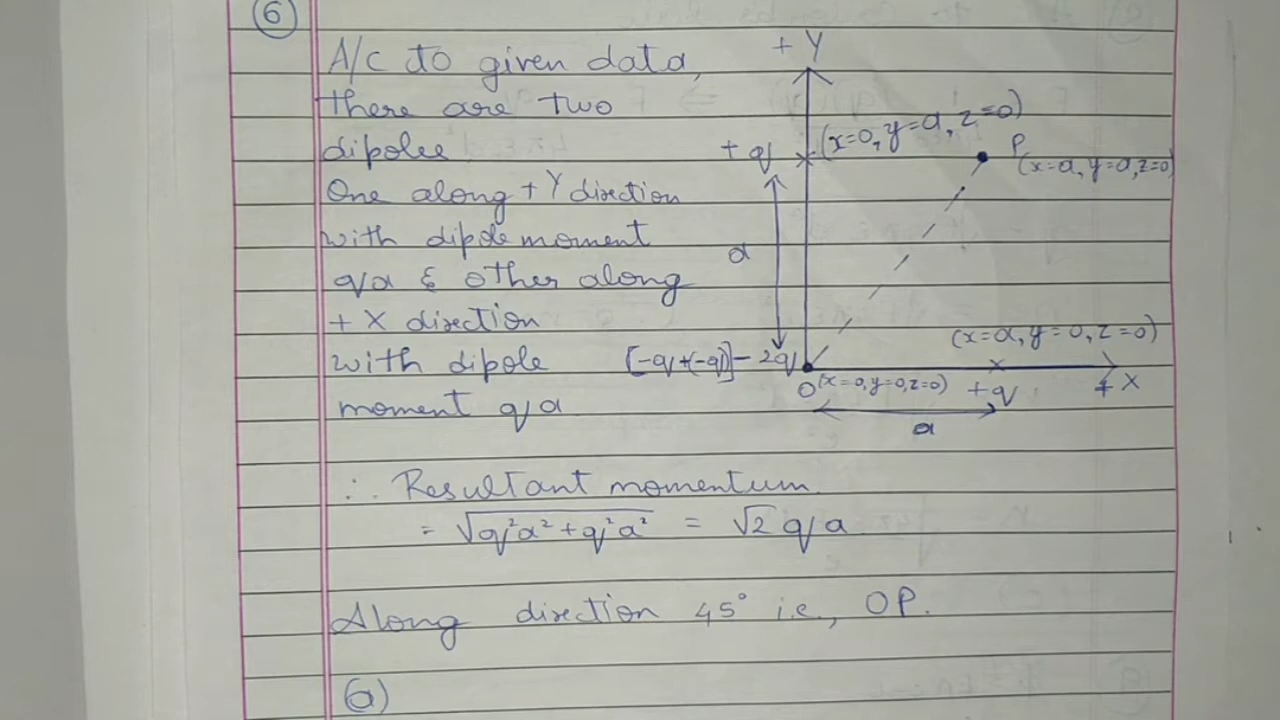 6
A/C to given data,
there are two
dipoles
One along + Y direction
with dipole moment
qa & other along
+ X direction
with dipole
moment qa
+ Y
(x=0, y=a, z=0)
+ q
P
(x=a, y=a, z=0)
a
[-q+(-q)] - 2q
(x=a, y=0, z=0)
O (x=0, y=0, z=0)
+q
+ X
a
∴ Resultant momentum
= √q²a² + q²a² = √2 qa
Along direction 45° i.e., OP.
(a)